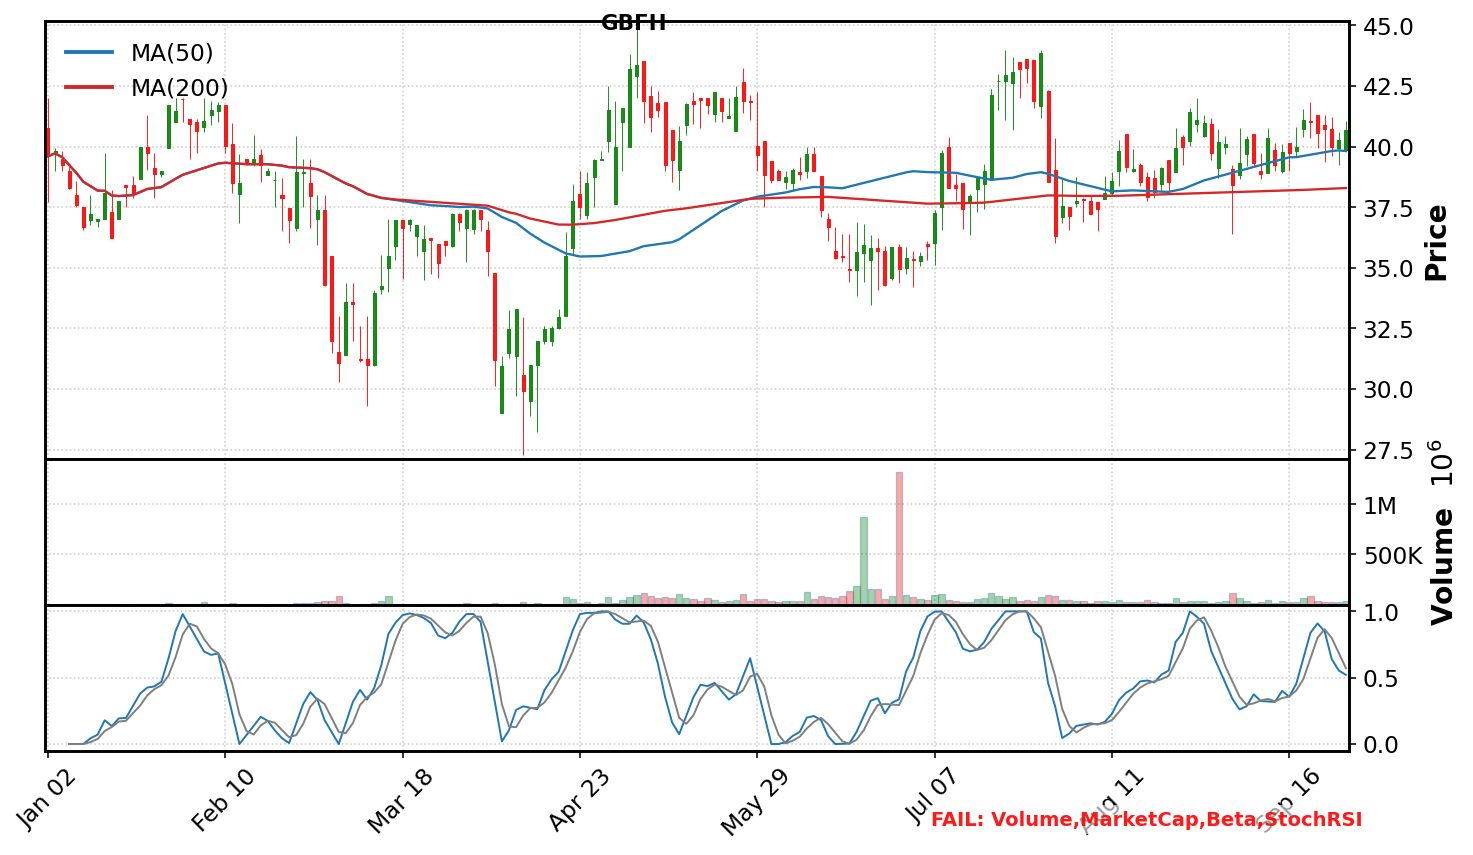 GBFH
MA(50)
MA(200)
45.0
42.5
40.0
37.5
35.0
32.5
30.0
27.5
Price
1M
500K
Volume 10^6
1.0
0.5
0.0
Jan 02
Feb 10
Mar 18
Apr 23
May 29
Jul 07
Aug 11
Sep 16
FAIL: Volume,MarketCap,Beta,StochRSI